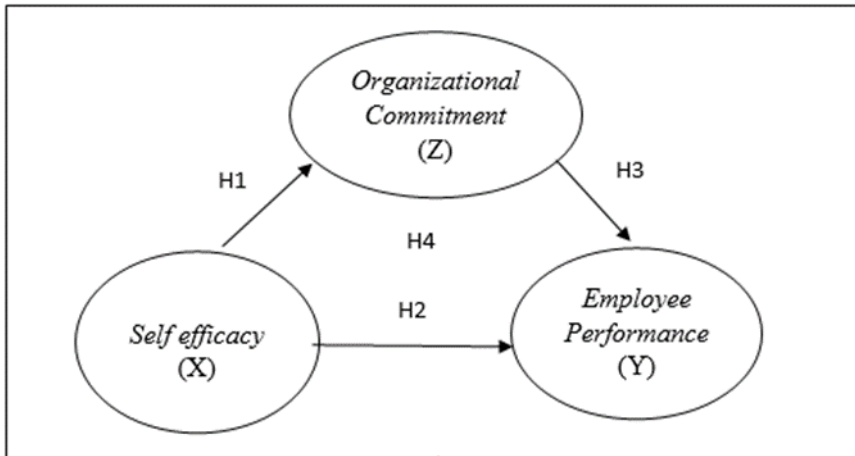 Organizational
Commitment
(Z)
H1
H3
H4
H2
Self efficacy
(X)
Employee
Performance
(Y)